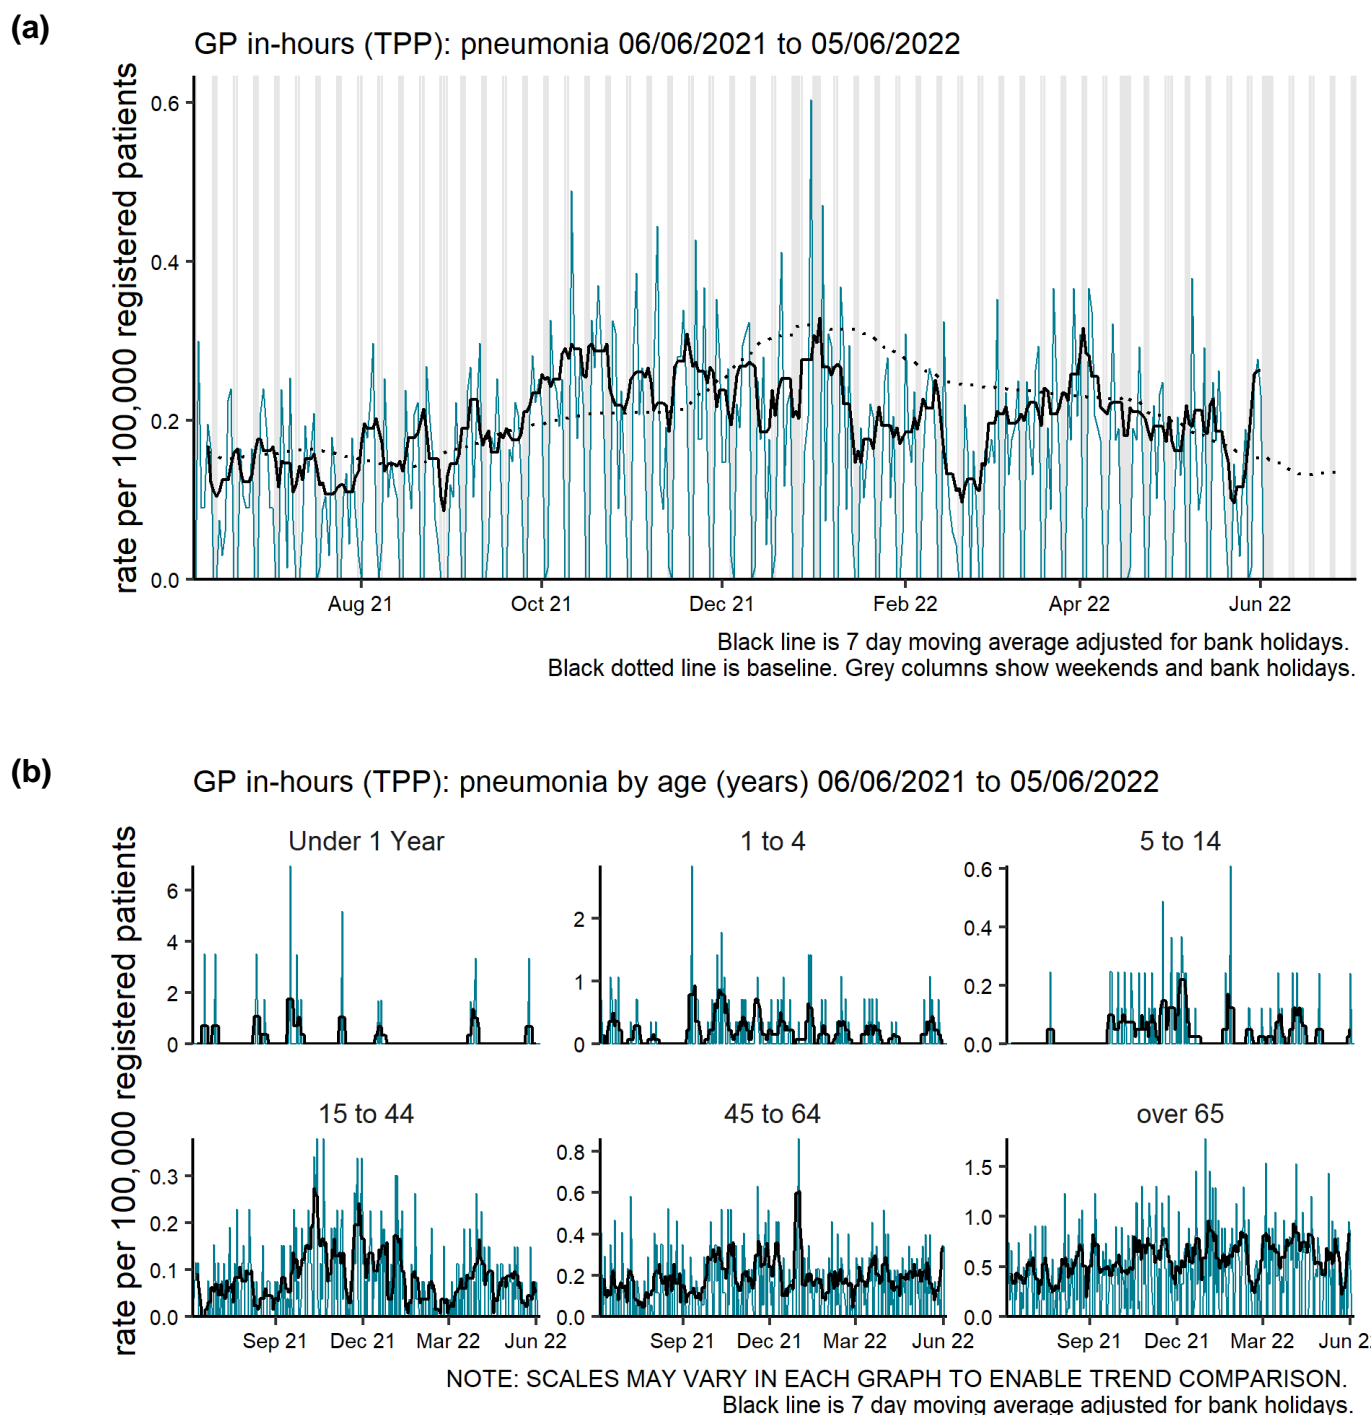 (a)
GP in-hours (TPP): pneumonia 06/06/2021 to 05/06/2022
rate per 100,000 registered patients
0.6
0.4
0.2
0.0
Aug 21 Oct 21 Dec 21 Feb 22 Apr 22 Jun 22
Black line is 7 day moving average adjusted for bank holidays.
Black dotted line is baseline. Grey columns show weekends and bank holidays.
(b)
GP in-hours (TPP): pneumonia by age (years) 06/06/2021 to 05/06/2022
rate per 100,000 registered patients
Under 1 Year
6
4
2
0
1 to 4
2
1
0
5 to 14
0.6
0.4
0.2
0.0
15 to 44
0.3
0.2
0.1
0.0
Sep 21 Dec 21 Mar 22 Jun 22
45 to 64
0.8
0.6
0.4
0.2
0.0
Sep 21 Dec 21 Mar 22 Jun 22
over 65
1.5
1.0
0.5
0.0
Sep 21 Dec 21 Mar 22 Jun 2
NOTE: SCALES MAY VARY IN EACH GRAPH TO ENABLE TREND COMPARISON.
Black line is 7 day moving average adjusted for bank holidays.